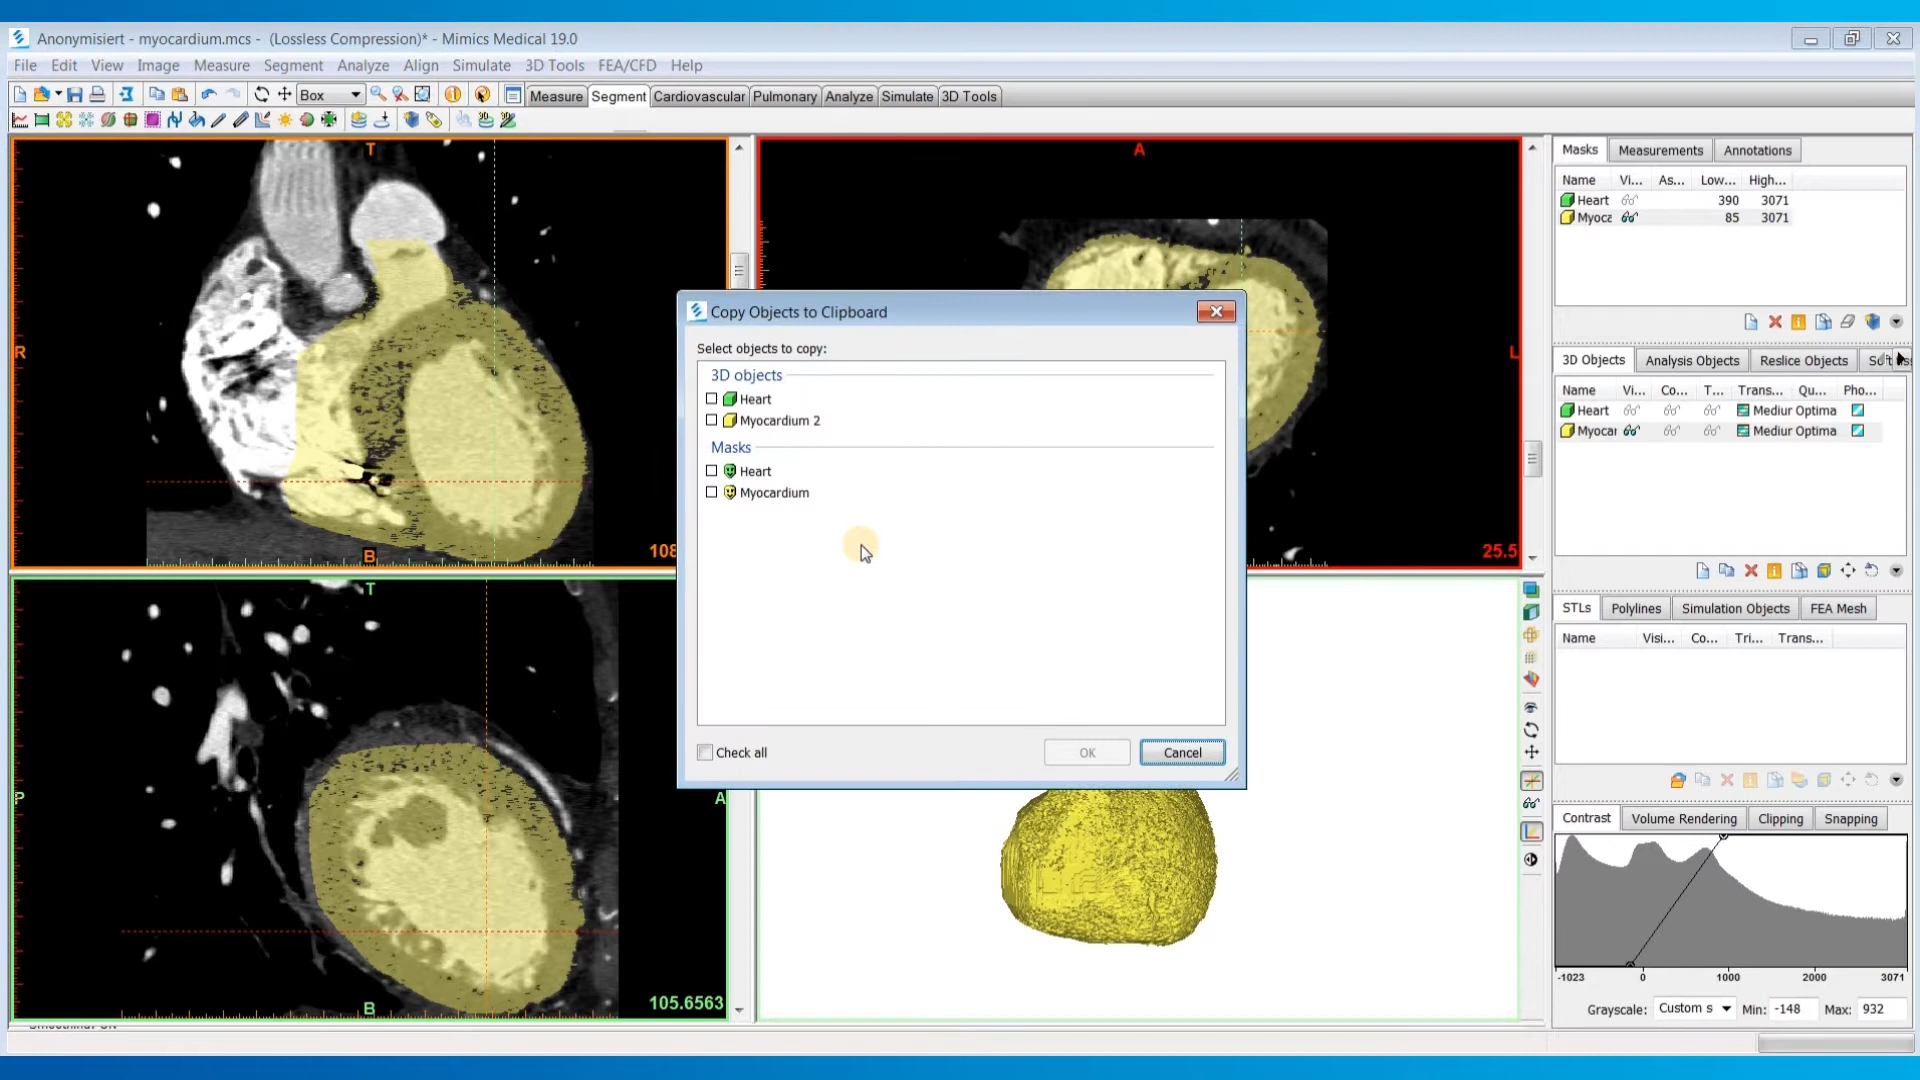 Anonymisiert - myocardium.mcs - (Lossless Compression)* - Mimics Medical 19.0
File Edit View Image Measure Segment Analyze Align Simulate 3D Tools FEA/CFD Help
Box Measure Segment Cardiovascular Pulmonary Analyze Simulate 3D Tools
T
R
B
108
A
L
25.5
T
P
A
B
105.6563
Copy Objects to Clipboard
Select objects to copy:
3D objects
Heart
Myocardium 2
Masks
Heart
Myocardium
Check all OK Cancel
Masks Measurements Annotations
Name Vi... As... Low... High...
Heart 390 3071
Myoca 85 3071
3D Objects Analysis Objects Reslice Objects
Name Vi... Co... T... Trans... Qu... Pho...
Heart Mediur Optima
Myocar Mediur Optima
STLs Polylines Simulation Objects FEA Mesh
Name Visi... Co... Tri... Trans...
Contrast Volume Rendering Clipping Snapping
-1023 0 1000 2000 3071
Grayscale: Custom s Min: -148 Max: 932